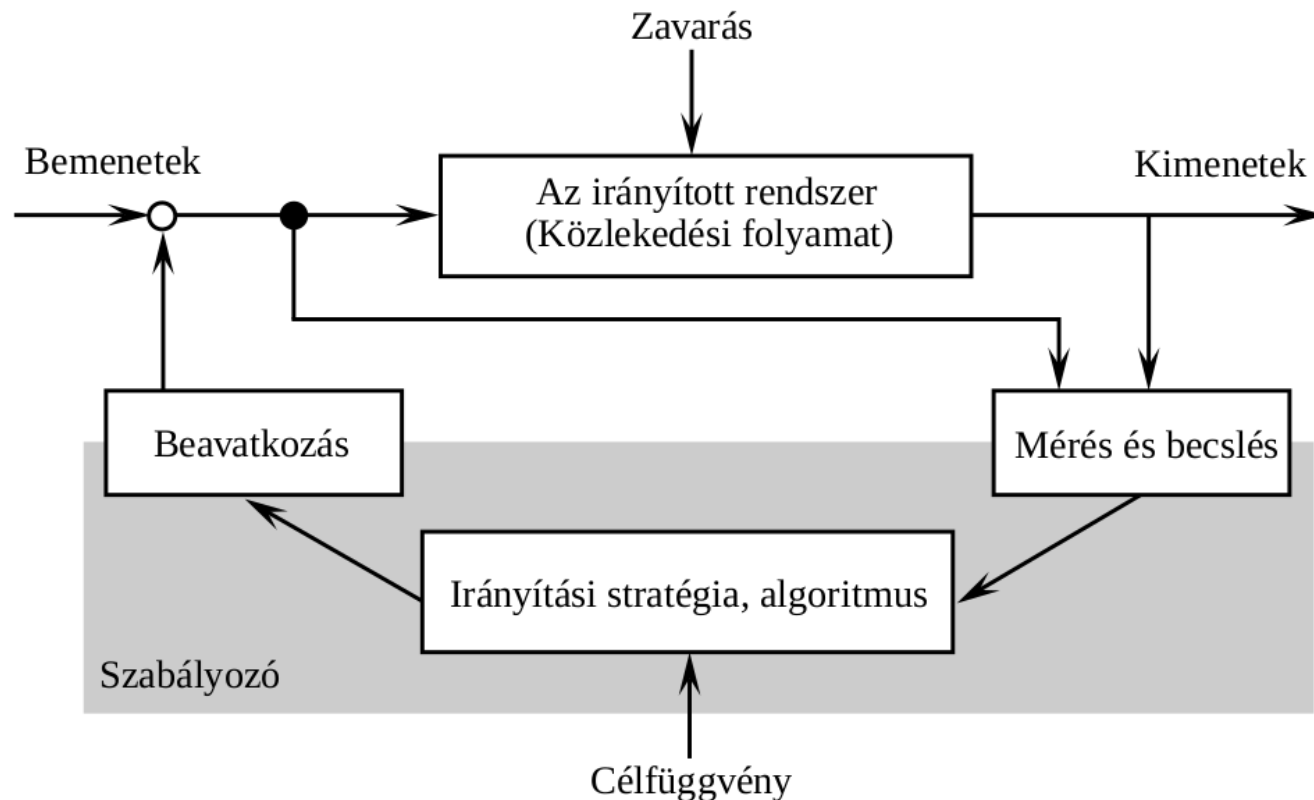 Zavarás
Bemenetek
Kimenetek
Az irányított rendszer
(Közlekedési folyamat)
Beavatkozás
Mérés és becslés
Irányítási stratégia, algoritmus
Szabályozó
Célfüggvény